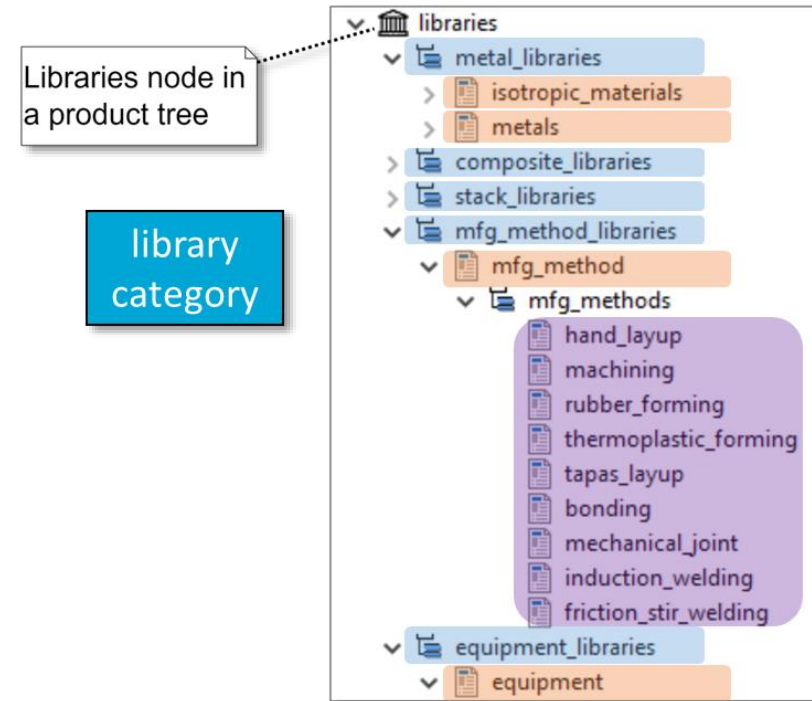 Libraries node in
a product tree
library
category
libraries
metal_libraries
isotropic_materials
metals
composite_libraries
stack_libraries
mfg_method_libraries
mfg_method
mfg_methods
hand_layup
machining
rubber_forming
thermoplastic_forming
tapas_layup
bonding
mechanical_joint
induction_welding
friction_stir_welding
equipment_libraries
equipment